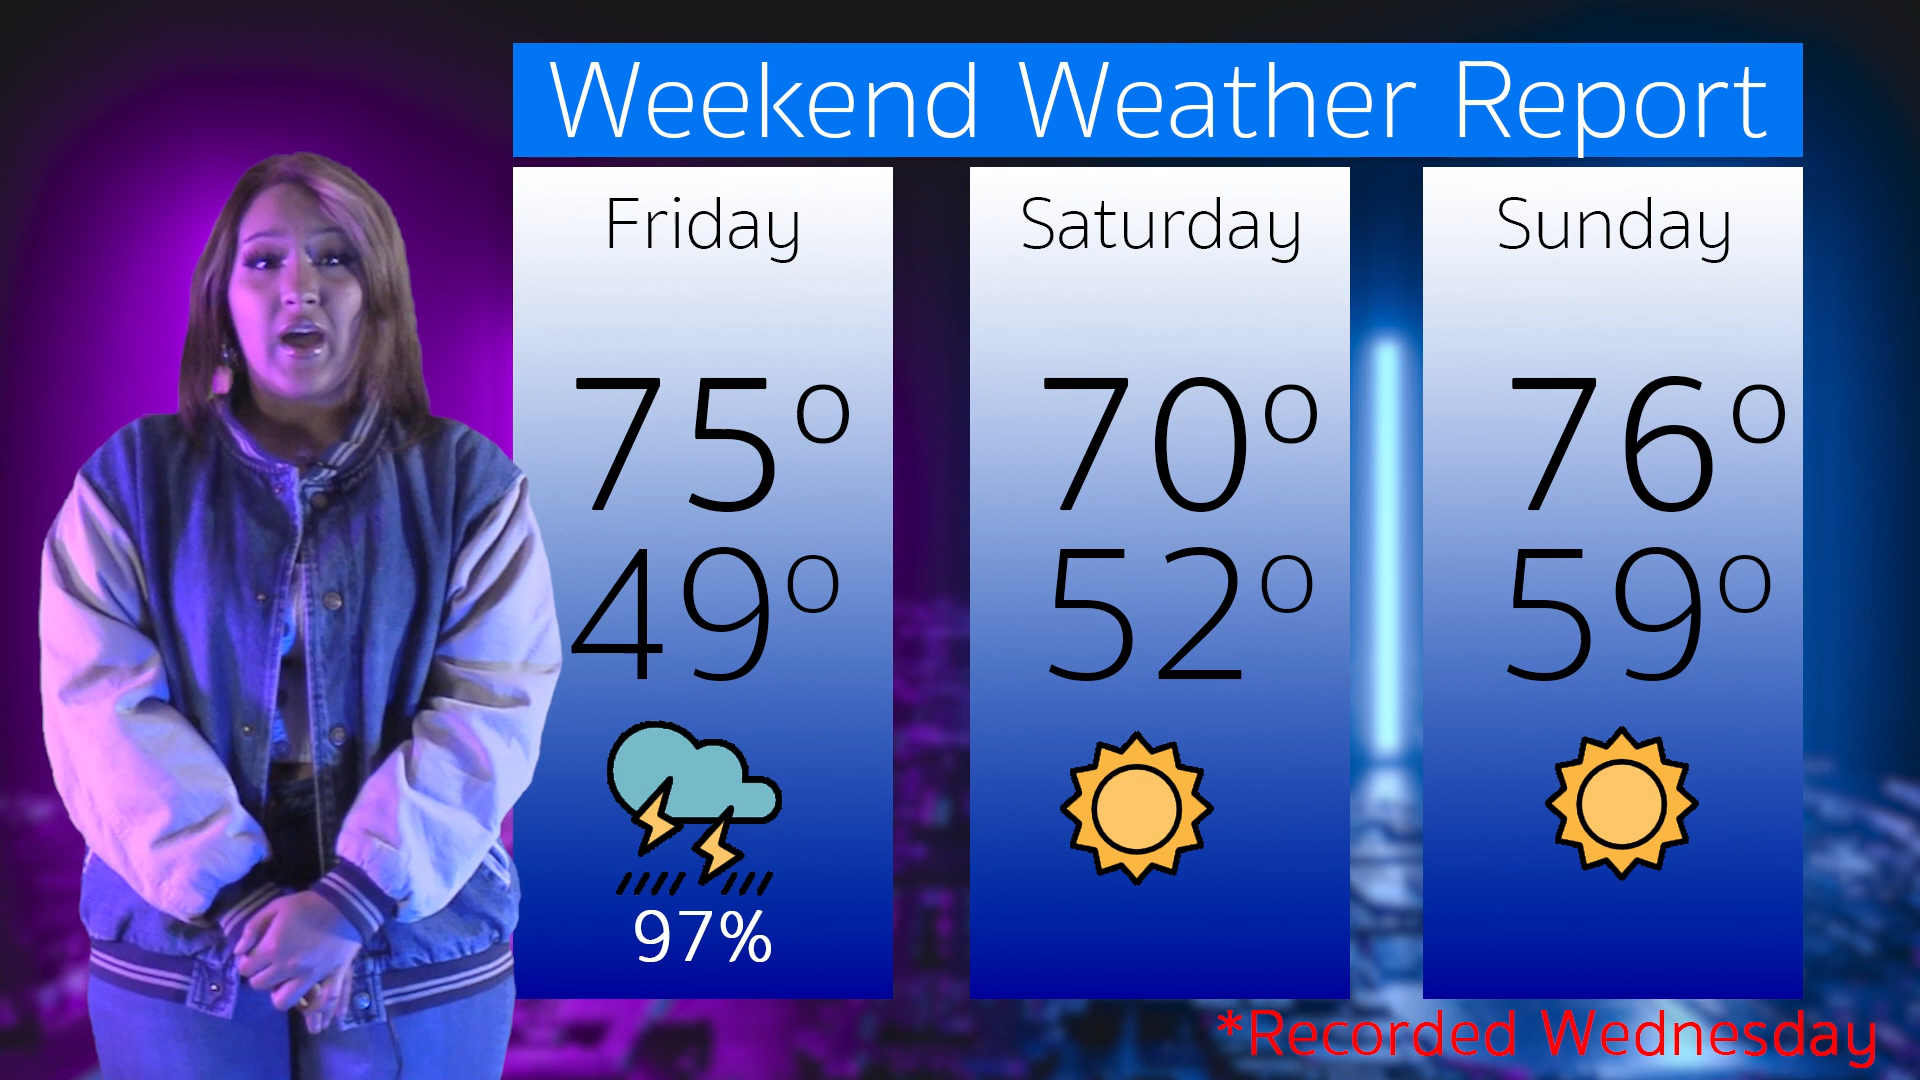 Weekend Weather Report
Friday
75°
49°
97%
Saturday
70°
52°
Sunday
76°
59°
*Recorded Wednesday